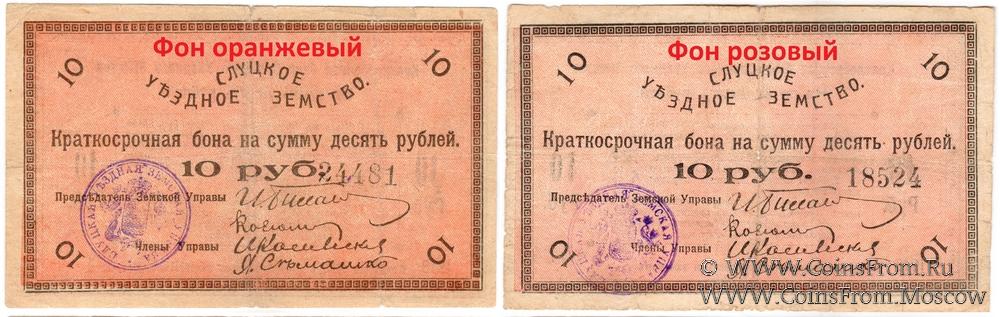 Фон оранжевый
10 10
СЛУЦКОЕ
УѢЗДНОЕ ЗЕМСТВО.
Краткосрочная бона на сумму десять рублей.
10 руб. 24481
Предсѣдатель Земской Управы
Члены Управы
10 10
Фон розовый
10 10
СЛУЦКОЕ
УѢЗДНОЕ ЗЕМСТВО.
Краткосрочная бона на сумму десять рублей.
10 руб. 18524
Предсѣдатель Земской Управы
Члены Управы
10
© WWW.CoinsFrom.Ru
WWW.CoinsFrom.Moscow